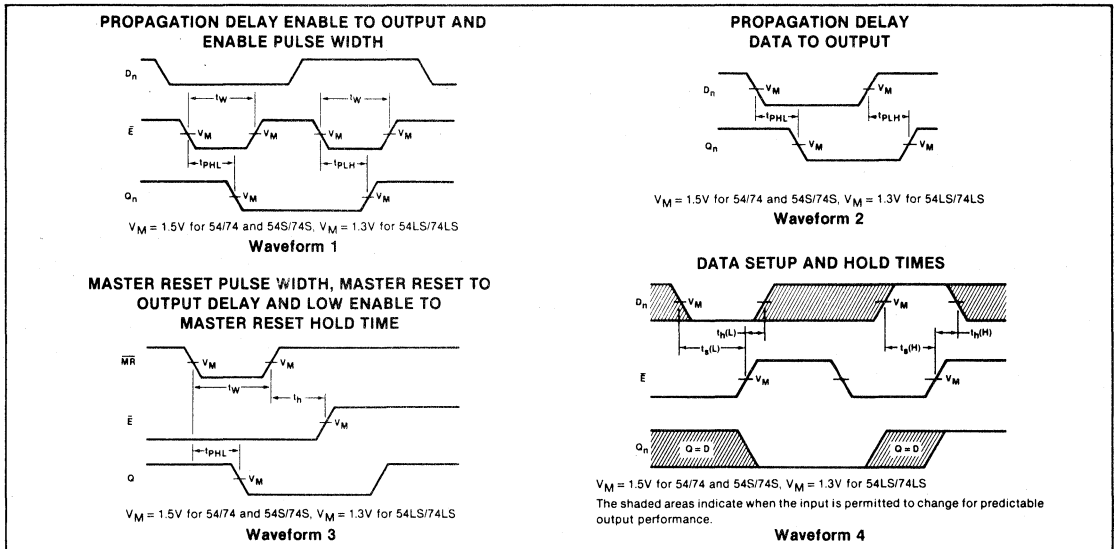 PROPAGATION DELAY ENABLE TO OUTPUT AND
ENABLE PULSE WIDTH
Dn
tW
tW
E̅
VM
VM
VM
VM
tPHL
tPLH
Qn
VM
VM
VM = 1.5V for 54/74 and 54S/74S, VM = 1.3V for 54LS/74LS
Waveform 1
PROPAGATION DELAY
DATA TO OUTPUT
Dn
VM
VM
tPHL
tPLH
Qn
VM
VM
VM = 1.5V for 54/74 and 54S/74S, VM = 1.3V for 54LS/74LS
Waveform 2
MASTER RESET PULSE WIDTH, MASTER RESET TO
OUTPUT DELAY AND LOW ENABLE TO
MASTER RESET HOLD TIME
M̅R̅
VM
VM
tW
th
E̅
VM
tPHL
Q
VM
VM = 1.5V for 54/74 and 54S/74S, VM = 1.3V for 54LS/74LS
Waveform 3
DATA SETUP AND HOLD TIMES
Dn
VM
VM
th(L)
th(H)
ts(L)
ts(H)
E̅
VM
VM
Qn
Q = D
Q = D
VM = 1.5V for 54/74 and 54S/74S, VM = 1.3V for 54LS/74LS
The shaded areas indicate when the input is permitted to change for predictable
output performance.
Waveform 4